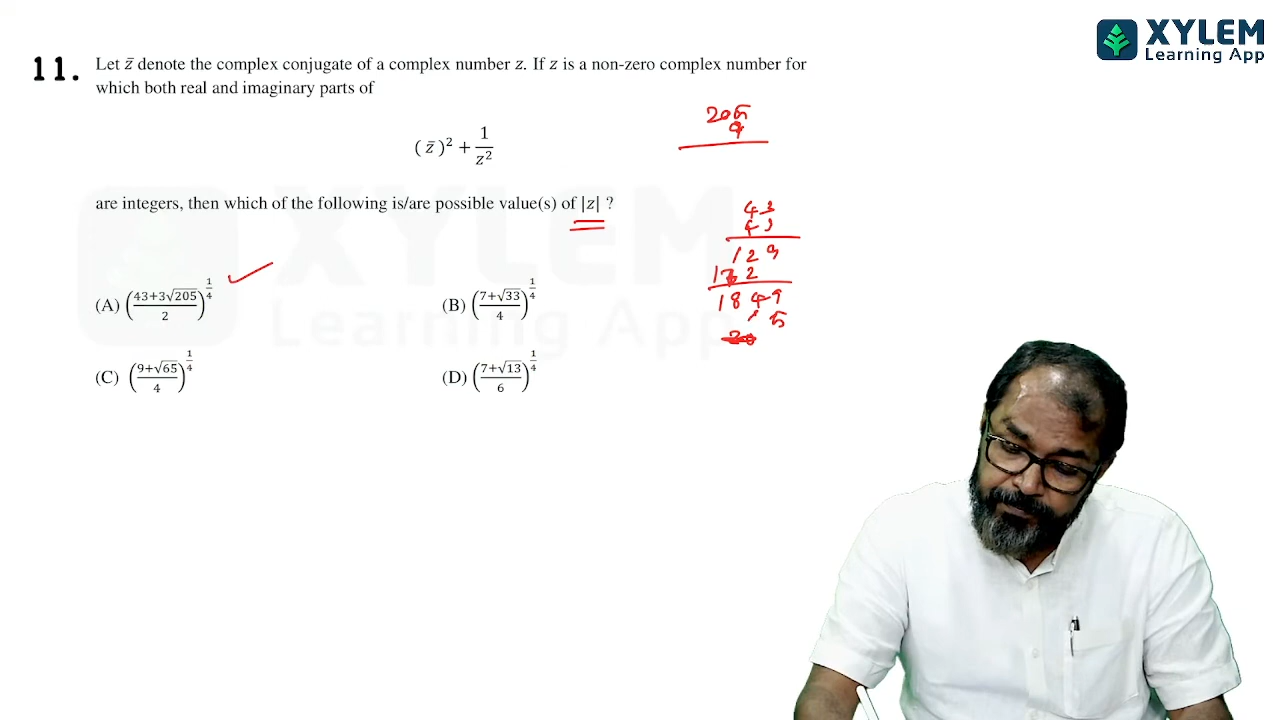 XYLEM
Learning App
11. Let z̄ denote the complex conjugate of a complex number z. If z is a non-zero complex number for
which both real and imaginary parts of
( z̄ )² + 1/z²
are integers, then which of the following is/are possible value(s) of |z| ?
(A) ((43+3√205)/2)^(1/4)
(B) ((7+√33)/4)^(1/4)
(C) ((9+√65)/4)^(1/4)
(D) ((7+√13)/6)^(1/4)
205
9
43
43
129
172
1849
XYLEM
Learning App